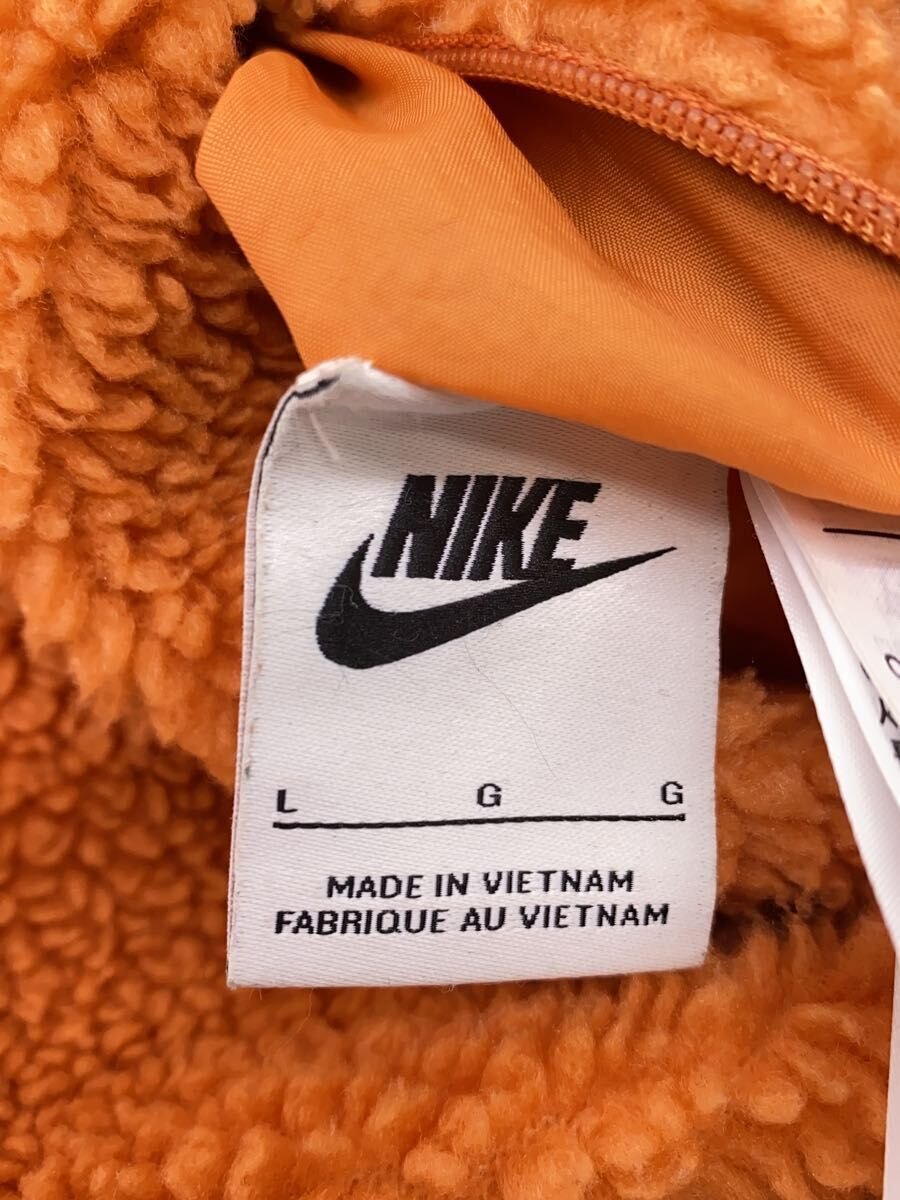 NIKE
L G G
MADE IN VIETNAM
FABRIQUE AU VIETNAM